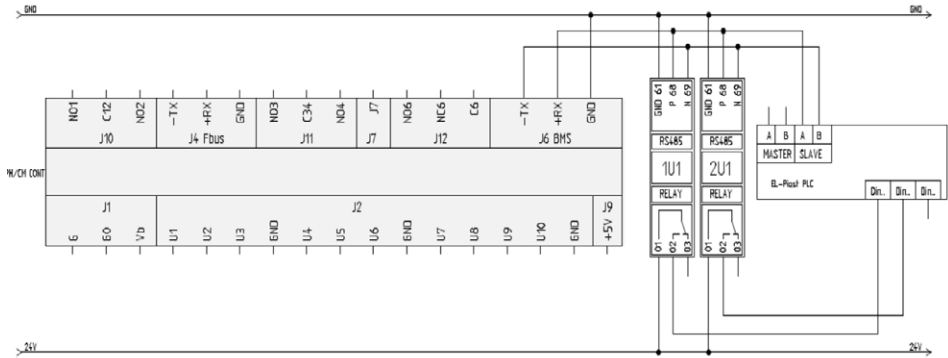 GND GND
GND 61 P 68 N 69 GND 61 P 68 N 69
NO1 C12 NO2 -TX +RX GND NO3 C34 NO4 J7 NO6 NC6 C6 -TX +RX GND
J10 J4 Fbus J11 J7 J12 J6 BMS
A B A B
RS485 RS485
MASTER SLAVE
1U1 2U1
EL-Piast PLC
Din.. Din.. Din..
RELAY RELAY
J1 J2 J9
G G0 Vb U1 U2 U3 GND U4 U5 U6 GND U7 U8 U9 U10 GND +5V
01 02 03 01 02 03
24V 24V